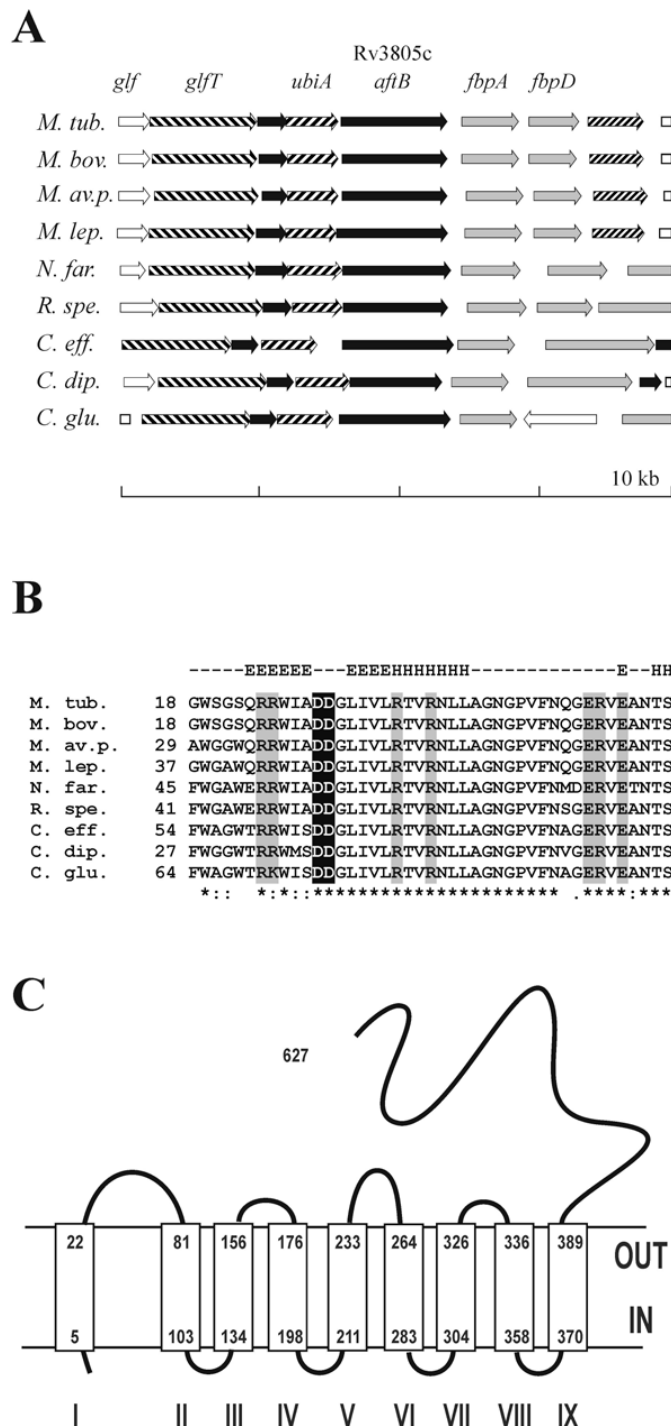 A
Rv3805c
glf glfT ubiA aftB fbpA fbpD
M. tub.
M. bov.
M. av.p.
M. lep.
N. far.
R. spe.
C. eff.
C. dip.
C. glu.
10 kb
B
-----EEEEEE---EEEEHHHHHHH-------------E--HH
M. tub. 18 GWSGSQRRWIADDGLIVLRTVRNLLAGNGPVFNQGERVEANTS
M. bov. 18 GWSGSQRRWIADDGLIVLRTVRNLLAGNGPVFNQGERVEANTS
M. av.p. 29 AWGGWQRRWIADDGLIVLRTVRNLLAGNGPVFNQGERVEANTS
M. lep. 37 GWGAWQRRWIADDGLIVLRTVRNLLAGNGPVFNQGERVEANTS
N. far. 45 FWGAWERRWIADDGLIVLRTVRNLLAGNGPVFNMDERVETNTS
R. spe. 41 FWGAWERRWIADDGLIVLRTVRNLLAGNGPVFNSGERVEANTS
C. eff. 54 FWAGWTRRWISDDGLIVLRTVRNLLAGNGPVFNAGERVEANTS
C. dip. 27 FWGGWTRRWMSDDGLIVLRTVRNLLAGNGPVFNVGERVEANTS
C. glu. 64 FWAGWTRKWISDDGLIVLRTVRNLLAGNGPVFNAGERVEANTS
*::  *:*::********************** .****:***
C
627
22 81 156 176 233 264 326 336 389 OUT
5 103 134 198 211 283 304 358 370 IN
I II III IV V VI VII VIII IX